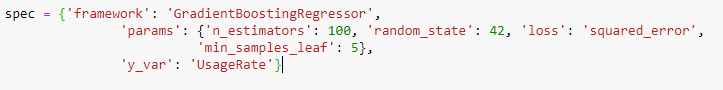 spec = {'framework': 'GradientBoostingRegressor',
'params': {'n_estimators': 100, 'random_state': 42, 'loss': 'squared_error',
'min_samples_leaf': 5},
'y_var': 'UsageRate'}